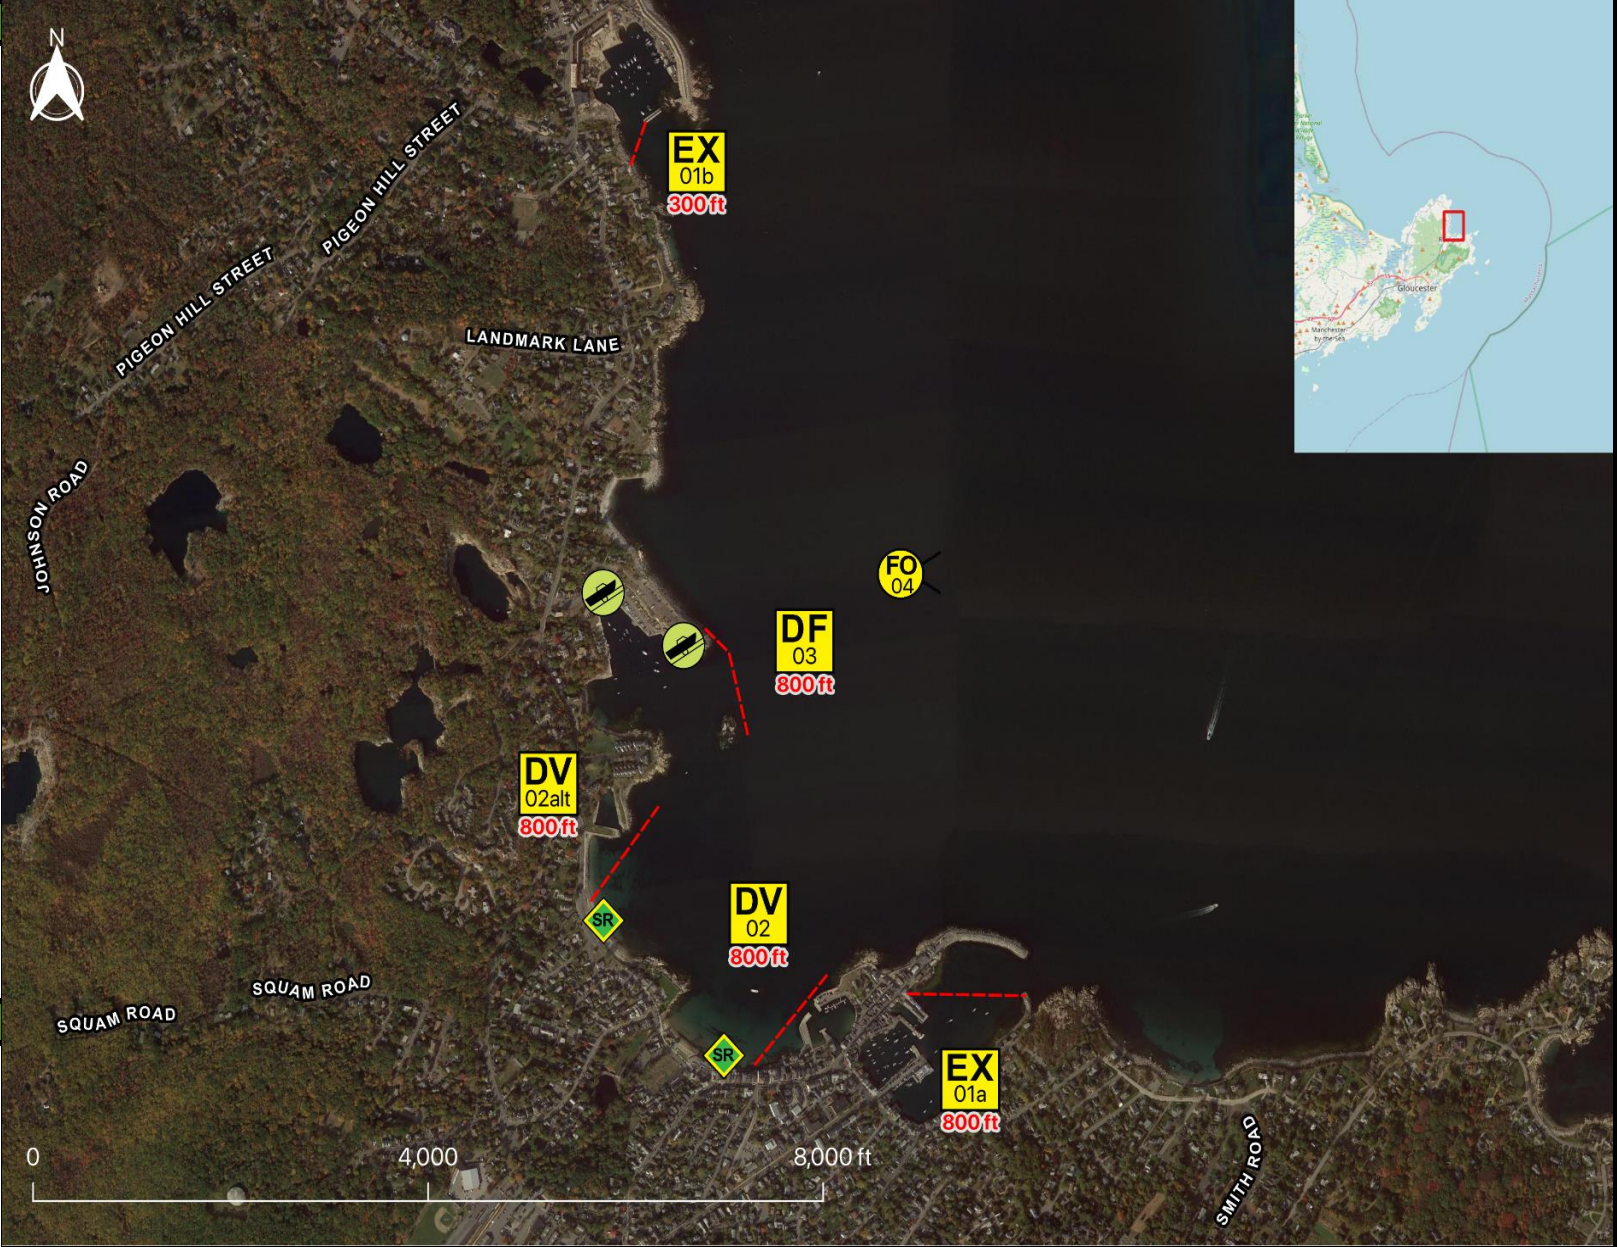 N
EX
01b
300 ft
PIGEON HILL STREET
PIGEON HILL STREET
LANDMARK LANE
JOHNSON ROAD
Gloucester
Manchester
by-the-Sea
FO
04
DF
03
800 ft
DV
02alt
800 ft
DV
02
800 ft
SR
SR
SQUAM ROAD
SQUAM ROAD
EX
01a
800 ft
SMITH ROAD
0
4,000
8,000 ft